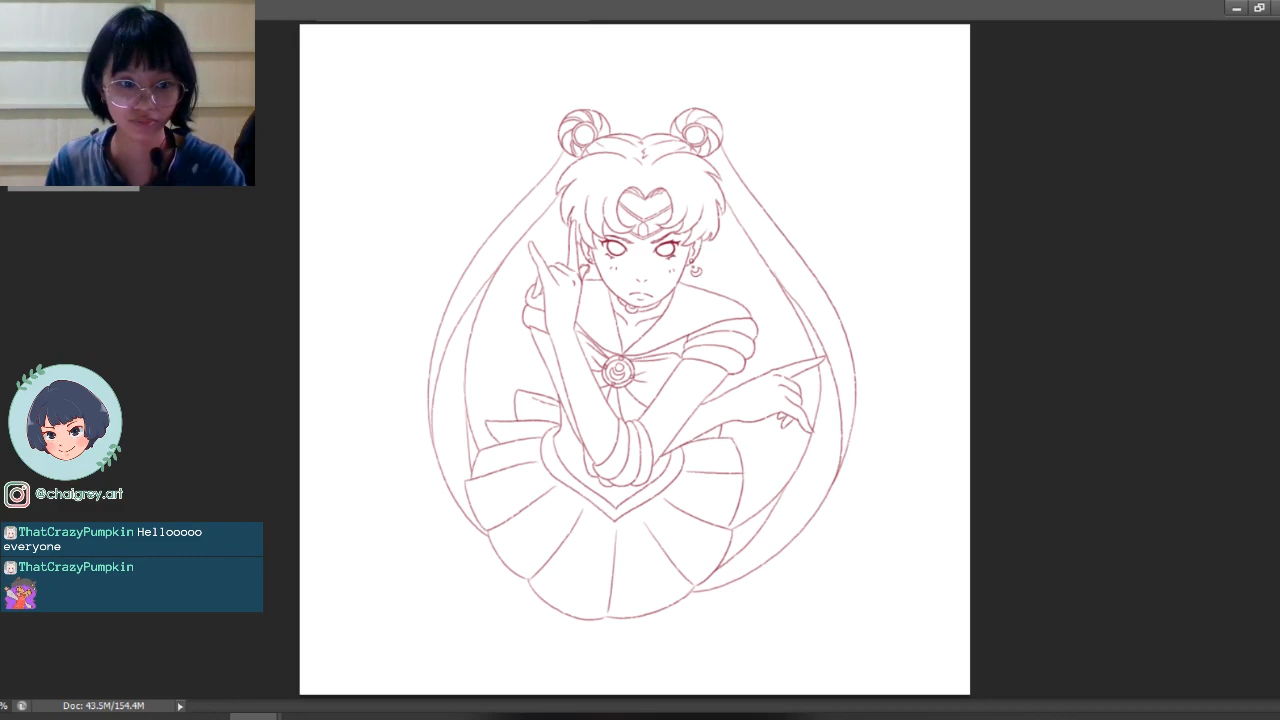 @chaigrey.art
ThatCrazyPumpkin Hellooooo
everyone
ThatCrazyPumpkin
Doc: 43.5M/154.4M